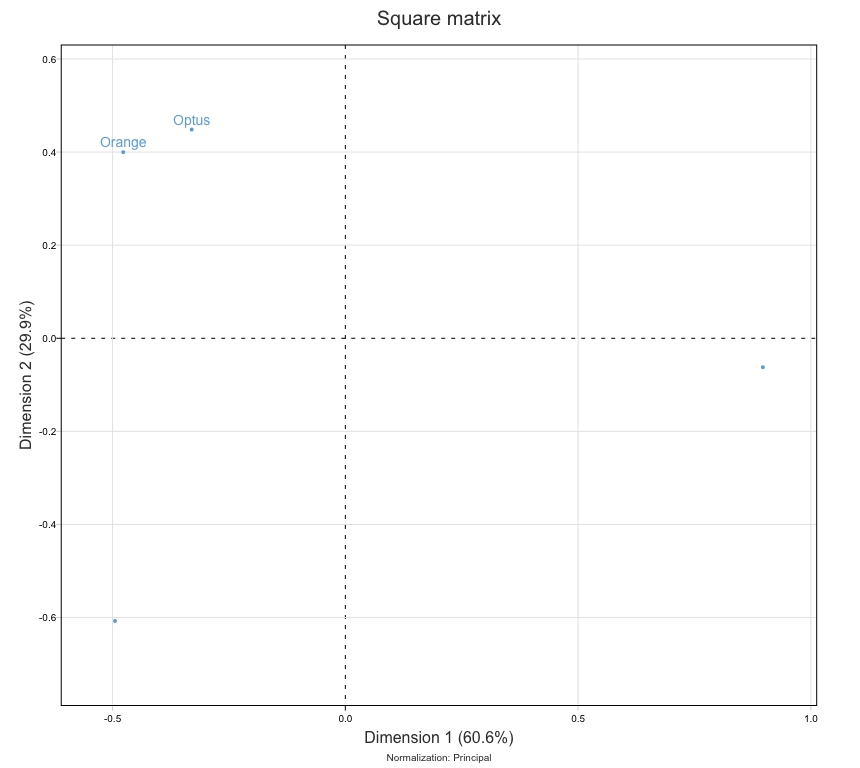 Square matrix
0.6
Optus
Orange
0.4
0.2
0.0
-0.2
-0.4
-0.6
Dimension 2 (29.9%)
-0.5
0.0
0.5
1.0
Dimension 1 (60.6%)
Normalization: Principal